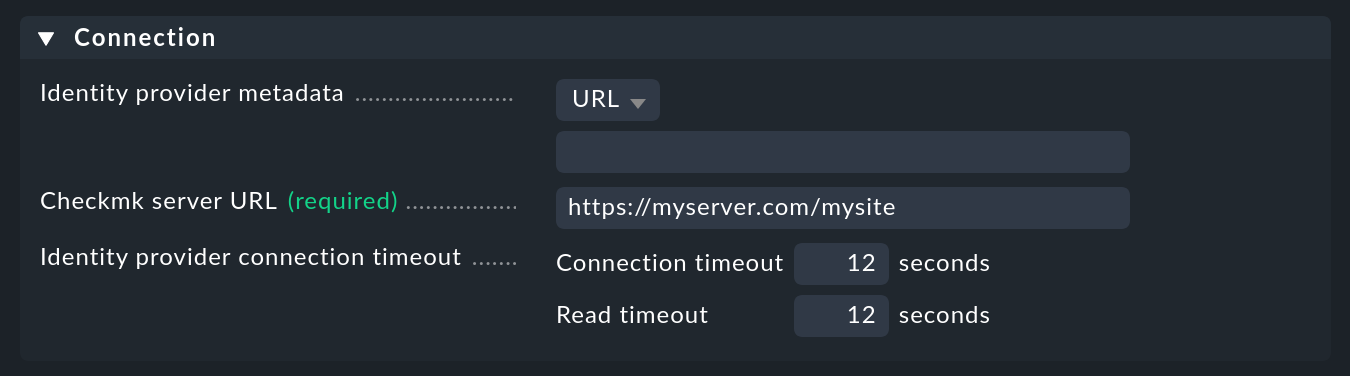 Connection
Identity provider metadata ........................ URL
Checkmk server URL (required) ................. https://myserver.com/mysite
Identity provider connection timeout ....... Connection timeout 12 seconds
Read timeout 12 seconds